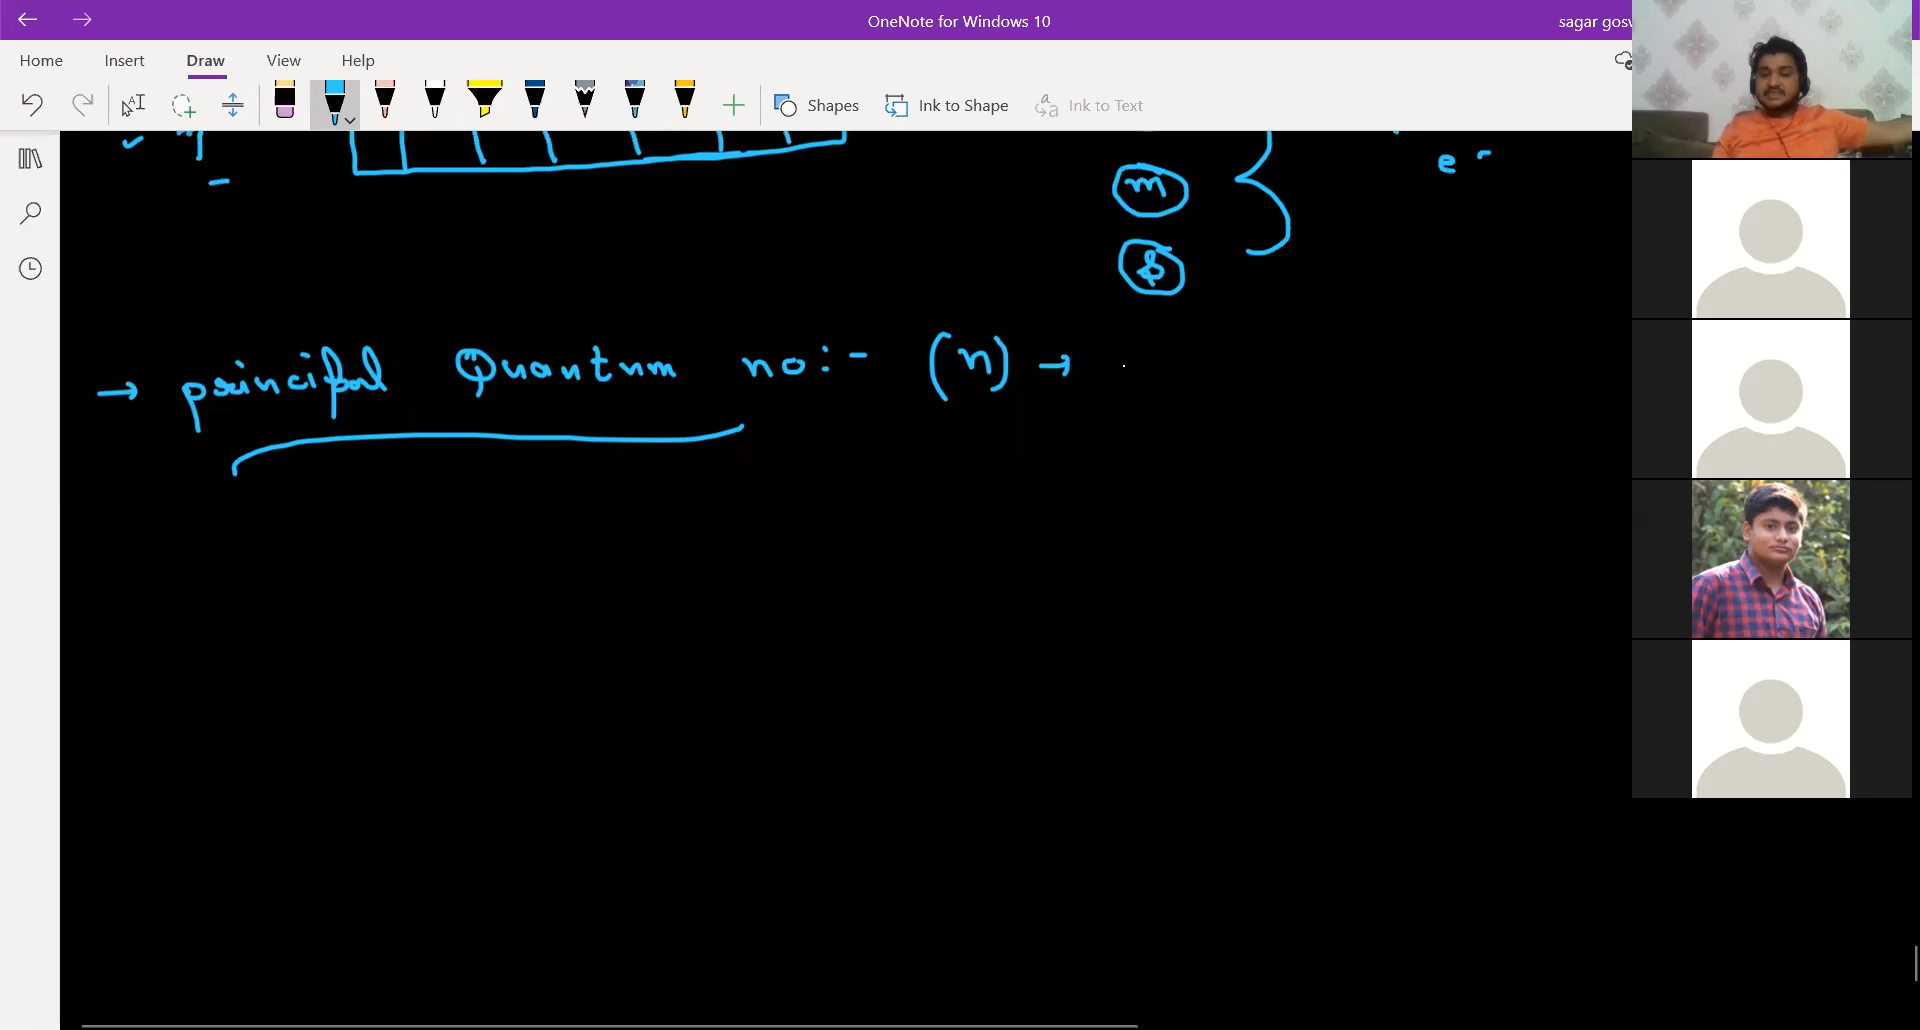 OneNote for Windows 10
sagar gosw
Home Insert Draw View Help
Shapes Ink to Shape Ink to Text
e -
m
s
→ principal Quantum no:- (n) →